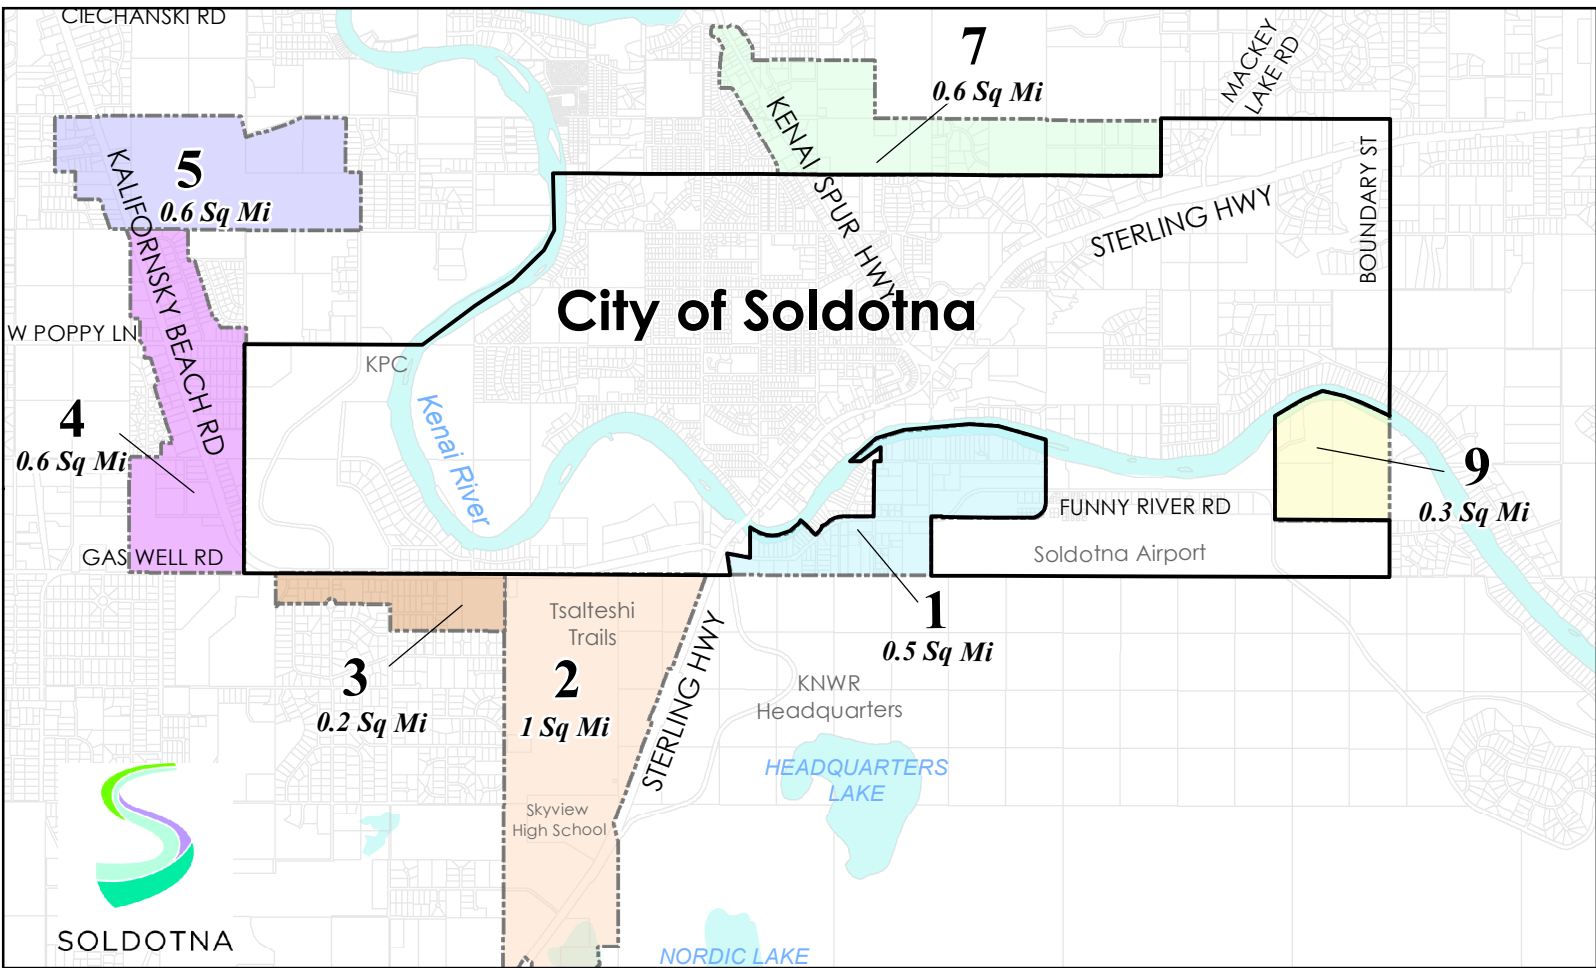 CIECHANSKI RD
7
0.6 Sq Mi
MACKEY
LAKE RD
KENAI SPUR HWY
5
0.6 Sq Mi
KALIFORNSKY BEACH RD
BOUNDARY ST
STERLING HWY
City of Soldotna
W POPPY LN
KPC
Kenai River
4
0.6 Sq Mi
9
0.3 Sq Mi
FUNNY RIVER RD
Soldotna Airport
GAS WELL RD
1
0.5 Sq Mi
Tsalteshi
Trails
3
0.2 Sq Mi
2
1 Sq Mi
STERLING HWY
KNWR
Headquarters
HEADQUARTERS
LAKE
Skyview
High School
SOLDOTNA
NORDIC LAKE